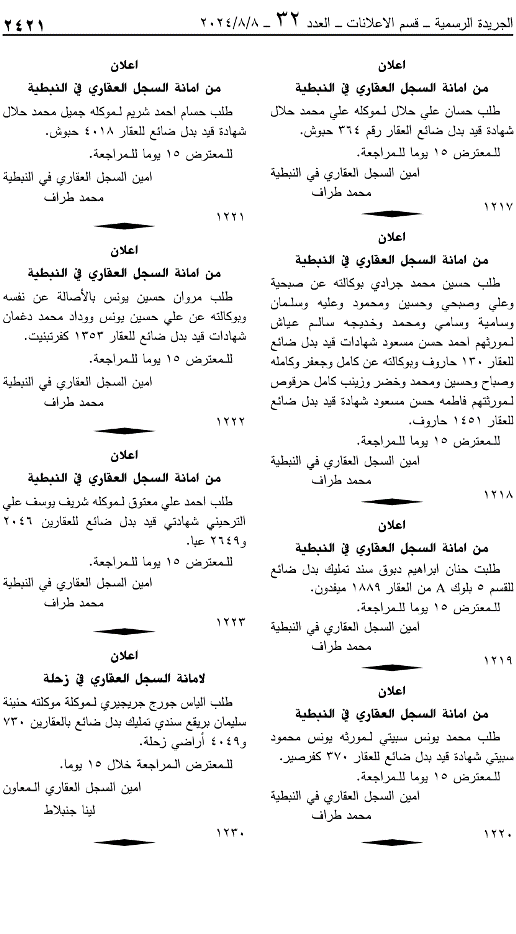 الجريدة الرسمية ــ قسم الاعلانات ــ العدد ٣٢ ــ ٢٠٢٤/٨/٨
٢٤٢١
اعلان
من امانة السجل العقاري في النبطية
طلب حسان علي حلال لموكله علي محمد حلال
شهادة قيد بدل ضائع العقار رقم ٣٦٤ حبوش.
للمعترض ١٥ يوما للمراجعة.
امين السجل العقاري في النبطية
محمد طراف
١٢١٧
اعلان
من امانة السجل العقاري في النبطية
طلب حسين محمد جرادي بوكالته عن صبحية
وعلي وصبحي وحسين ومحمود وعليه وسلمان
وسامية وسامي ومحمد وخديجه سالم عياش
لمورثهم احمد حسن مسعود شهادات قيد بدل ضائع
للعقار ١٣٠ حاروف وبوكالته عن كامل وجعفر وكامله
وصباح وحسين ومحمد وخضر وزينب كامل حرقوص
لمورثتهم فاطمه حسن مسعود شهادة قيد بدل ضائع
للعقار ١٤٥١ حاروف.
للمعترض ١٥ يوما للمراجعة.
امين السجل العقاري في النبطية
محمد طراف
١٢١٨
اعلان
من امانة السجل العقاري في النبطية
طلبت حنان ابراهيم دبوق سند تمليك بدل ضائع
للقسم ٥ بلوك A من العقار ١٨٨٩ ميفدون.
للمعترض ١٥ يوما للمراجعة.
امين السجل العقاري في النبطية
محمد طراف
١٢١٩
اعلان
من امانة السجل العقاري في النبطية
طلب محمد يونس سبيتي لمورثه يونس محمود
سبيتي شهادة قيد بدل ضائع للعقار ٣٧٠ كفرصير.
للمعترض ١٥ يوما للمراجعة.
امين السجل العقاري في النبطية
محمد طراف
١٢٢٠
اعلان
من امانة السجل العقاري في النبطية
طلب حسام احمد شريم لموكله جميل محمد حلال
شهادة قيد بدل ضائع للعقار ٤٠١٨ حبوش.
للمعترض ١٥ يوما للمراجعة.
امين السجل العقاري في النبطية
محمد طراف
١٢٢١
اعلان
من امانة السجل العقاري في النبطية
طلب مروان حسين يونس بالأصالة عن نفسه
وبوكالته عن علي حسين يونس ووداد محمد دغمان
شهادات قيد بدل ضائع للعقار ١٣٥٣ كفرتبنيت.
للمعترض ١٥ يوما للمراجعة.
امين السجل العقاري في النبطية
محمد طراف
١٢٢٢
اعلان
من امانة السجل العقاري في النبطية
طلب احمد علي معتوق لموكله شريف يوسف علي
الترحيني شهادتي قيد بدل ضائع للعقارين ٢٠٤٦
و٢٦٤٩ عبا.
للمعترض ١٥ يوما للمراجعة.
امين السجل العقاري في النبطية
محمد طراف
١٢٢٣
اعلان
لامانة السجل العقاري في زحلة
طلب الياس جورج جريجيري لموكلة موكلته حنينة
سليمان بريقع سندي تمليك بدل ضائع بالعقارين ٧٣٠
و٤٠٤٩ أراضي زحلة.
للمعترض المراجعة خلال ١٥ يوما.
امين السجل العقاري المعاون
لينا جنبلاط
١٢٣٠